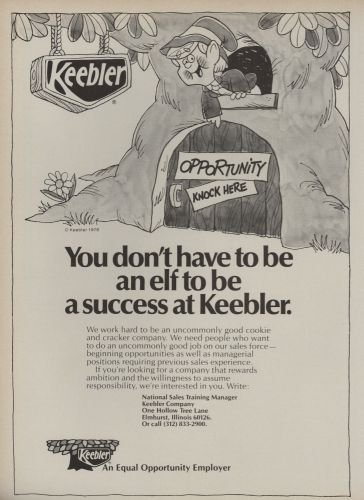 Keebler
®
OPPORTUNITY
KNOCK HERE
© Keebler 1978
You don't have to be
an elf to be
a success at Keebler.
We work hard to be an uncommonly good cookie
and cracker company. We need people who want
to do an uncommonly good job on our sales force—
beginning opportunities as well as managerial
positions requiring previous sales experience.
If you're looking for a company that rewards
ambition and the willingness to assume
responsibility, we're interested in you. Write:
National Sales Training Manager
Keebler Company
One Hollow Tree Lane
Elmhurst, Illinois 60126.
Or call (312) 833-2900.
Keebler
An Equal Opportunity Employer